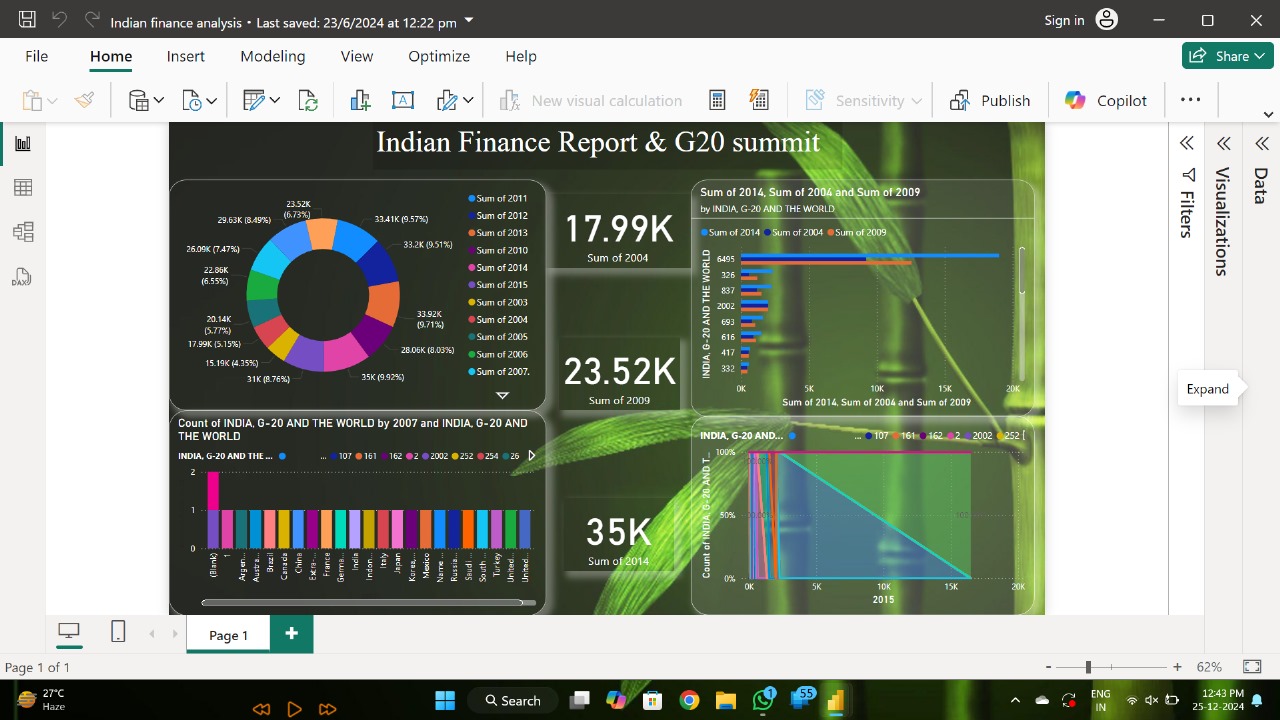 Indian finance analysis • Last saved: 23/6/2024 at 12:22 pm
Sign in
File Home Insert Modeling View Optimize Help
Share
New visual calculation
Sensitivity
Publish
Copilot
Indian Finance Report & G20 summit
23.52K (6.73%)
29.63K (8.49%)
33.41K (9.57%)
26.09K (7.47%)
33.2K (9.51%)
22.86K (6.55%)
33.92K (9.71%)
20.14K (5.77%)
17.99K (5.15%)
28.06K (8.03%)
15.19K (4.35%)
31K (8.76%)
35K (9.92%)
Sum of 2011
Sum of 2012
Sum of 2013
Sum of 2010
Sum of 2014
Sum of 2015
Sum of 2003
Sum of 2004
Sum of 2005
Sum of 2006
Sum of 2007.
17.99K
Sum of 2004
23.52K
Sum of 2009
35K
Sum of 2014
Sum of 2014, Sum of 2004 and Sum of 2009
by INDIA, G-20 AND THE WORLD
Sum of 2014 Sum of 2004 Sum of 2009
INDIA, G-20 AND THE WORLD
6495
326
837
2002
693
616
417
332
0K 5K 10K 15K 20K
Sum of 2014, Sum of 2004 and Sum of 2009
Count of INDIA, G-20 AND THE WORLD by 2007 and INDIA, G-20 AND
THE WORLD
INDIA, G-20 AND THE ... ... 107 161 162 2 2002 252 254 26
2
1
0
(Blank) 1 Argen... Austra... Brazil Canada China Extra-... France Germa... India Indon... Italy Japan Korea,... Mexico Name... Russia... Saudi... South... Turkey United... United...
INDIA, G-20 AND... ... 107 161 162 2 2002 252
Count of INDIA, G-20 AND T...
100%
50%
0%
0K 5K 10K 15K
2015
Filters
Visualizations
Data
Expand
DAX
Page 1
Page 1 of 1
- + 62%
27°C
Haze
Search
1
55
ENG
IN
12:43 PM
25-12-2024